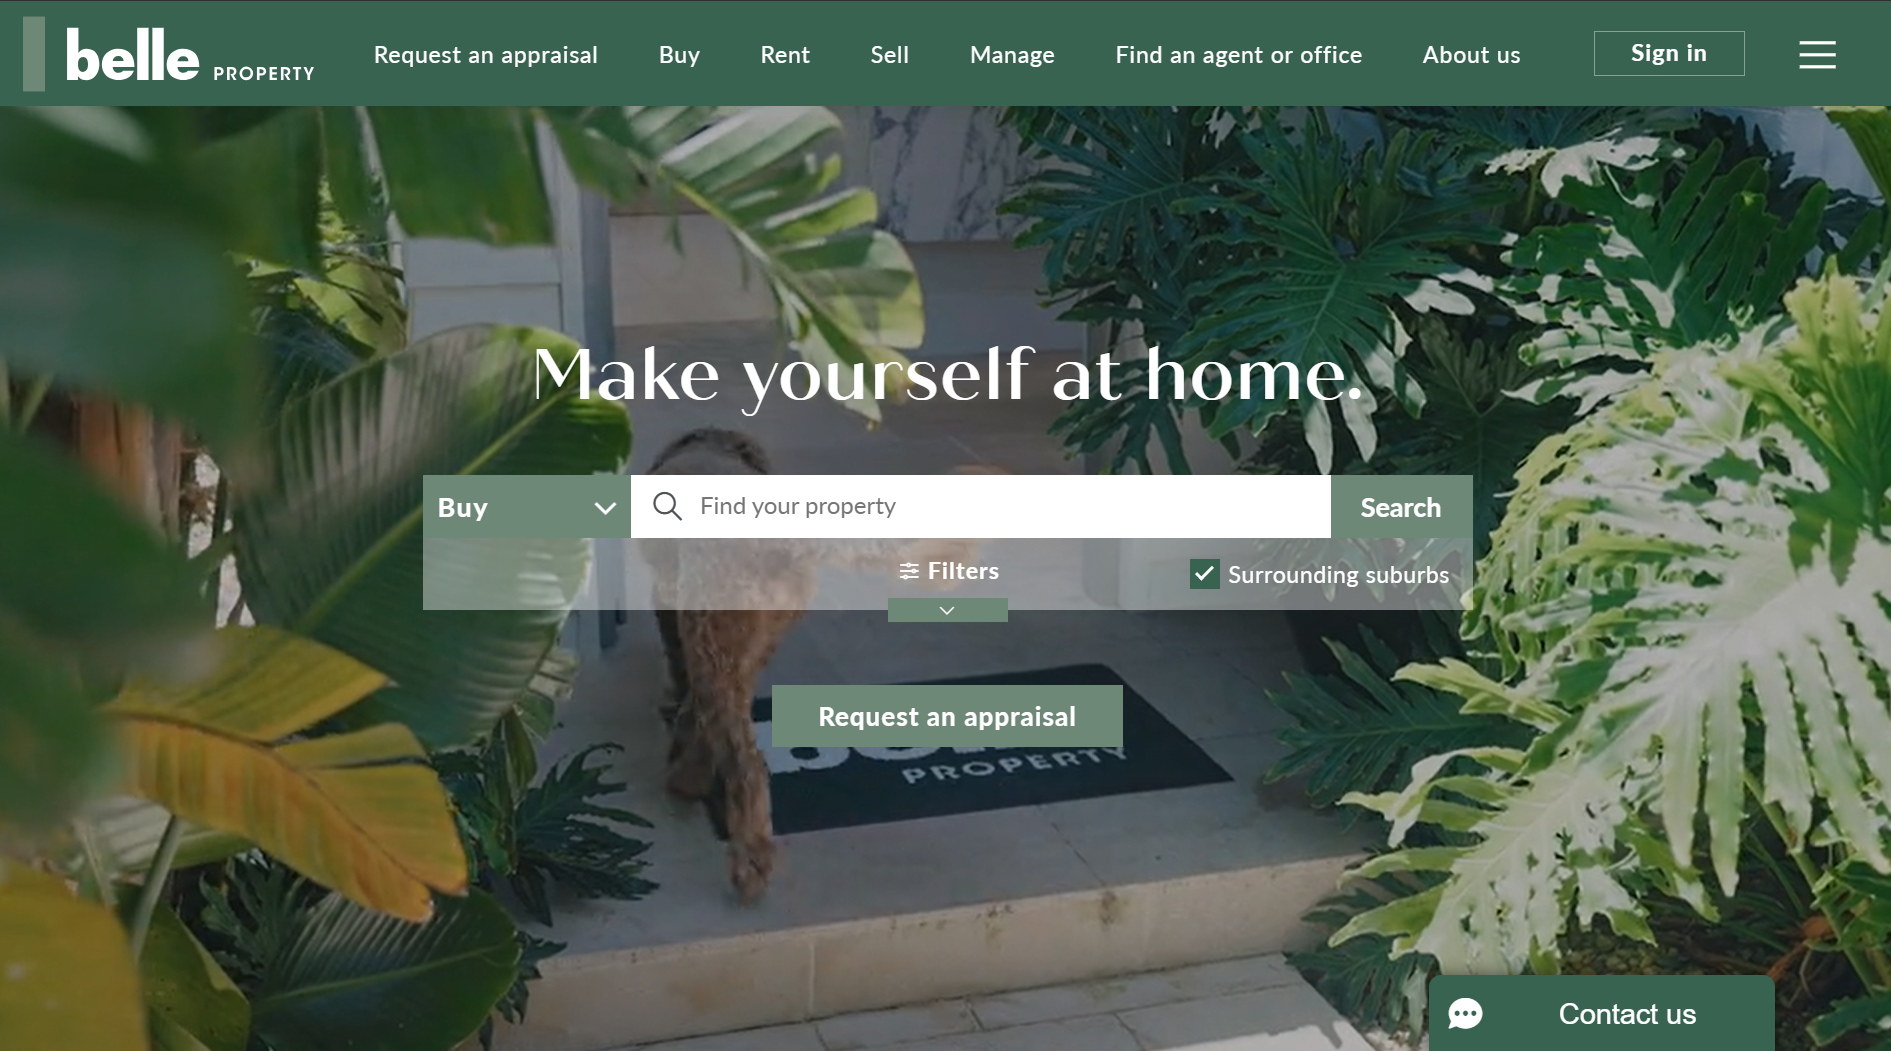 belle PROPERTY
Request an appraisal
Buy
Rent
Sell
Manage
Find an agent or office
About us
Sign in
Make yourself at home.
Buy
Find your property
Search
Filters
Surrounding suburbs
Request an appraisal
PROPERTY
Contact us